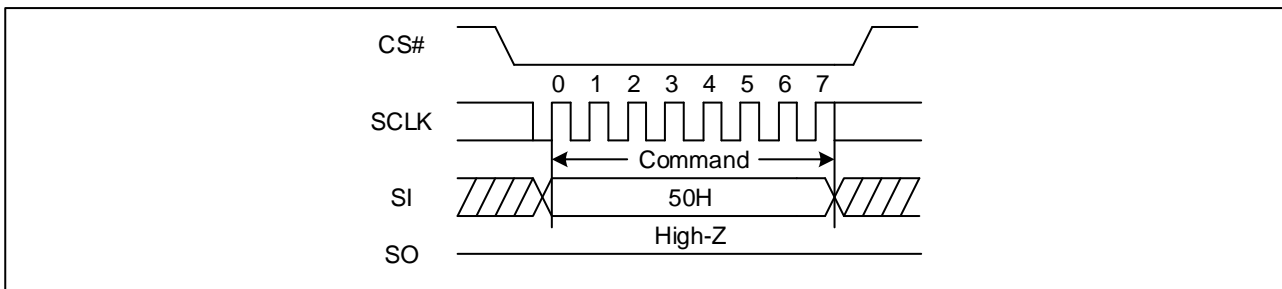 CS#
0 1 2 3 4 5 6 7
SCLK
Command
SI
50H
High-Z
SO